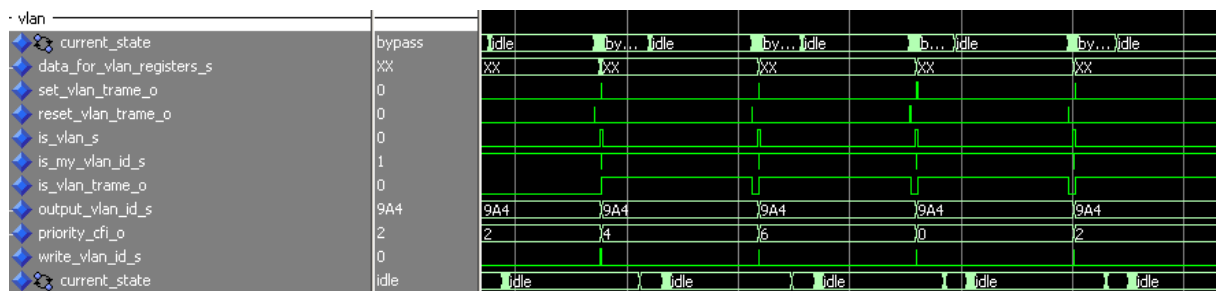 vlan
current_state bypass idle by... idle by... idle b... idle by... idle
data_for_vlan_registers_s XX XX XX XX XX XX
set_vlan_trame_o 0
reset_vlan_trame_o 0
is_vlan_s 0
is_my_vlan_id_s 1
is_vlan_trame_o 0
output_vlan_id_s 9A4 9A4 9A4 9A4 9A4 9A4
priority_cfi_o 2 2 4 6 0 2
write_vlan_id_s 0
current_state idle idle idle idle idle idle